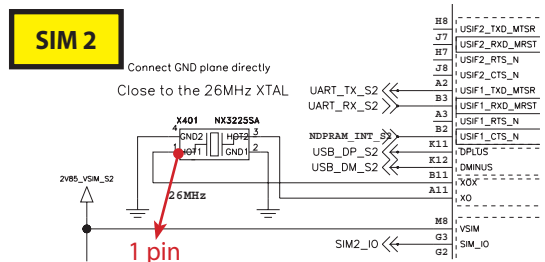 SIM 2
Connect GND plane directly
Close to the 26MHz XTAL
X401 NX3225SA
4 GND2 HOT2 3
1 HOT1 GND1 2
26MHz
1 pin
2V85_VSIM_S2
UART_TX_S2
UART_RX_S2
NDPRAM_INT_S2
USB_DP_S2
USB_DM_S2
SIM2_IO
H8 USIF2_TXD_MTSR
J7 USIF2_RXD_MRST
H7 USIF2_RTS_N
J8 USIF2_CTS_N
A2 USIF1_TXD_MTSR
B3 USIF1_RXD_MRST
A3 USIF1_RTS_N
B2 USIF1_CTS_N
K11 DPLUS
K12 DMINUS
B11 XOX
A11 XO
M8 VSIM
G3 SIM_IO
G2